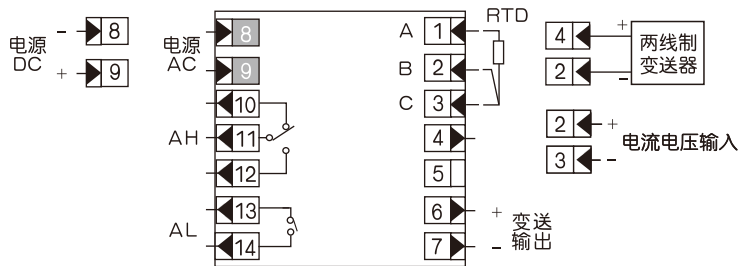 电源
DC
- 8
+ 9
电源
AC
8
9
10
AH 11
12
13
AL 14
RTD
A 1
B 2
C 3
4
5
6 +
7 -
变送
输出
4 +
2 -
两线制
变送器
2 +
3 -
电流电压输入